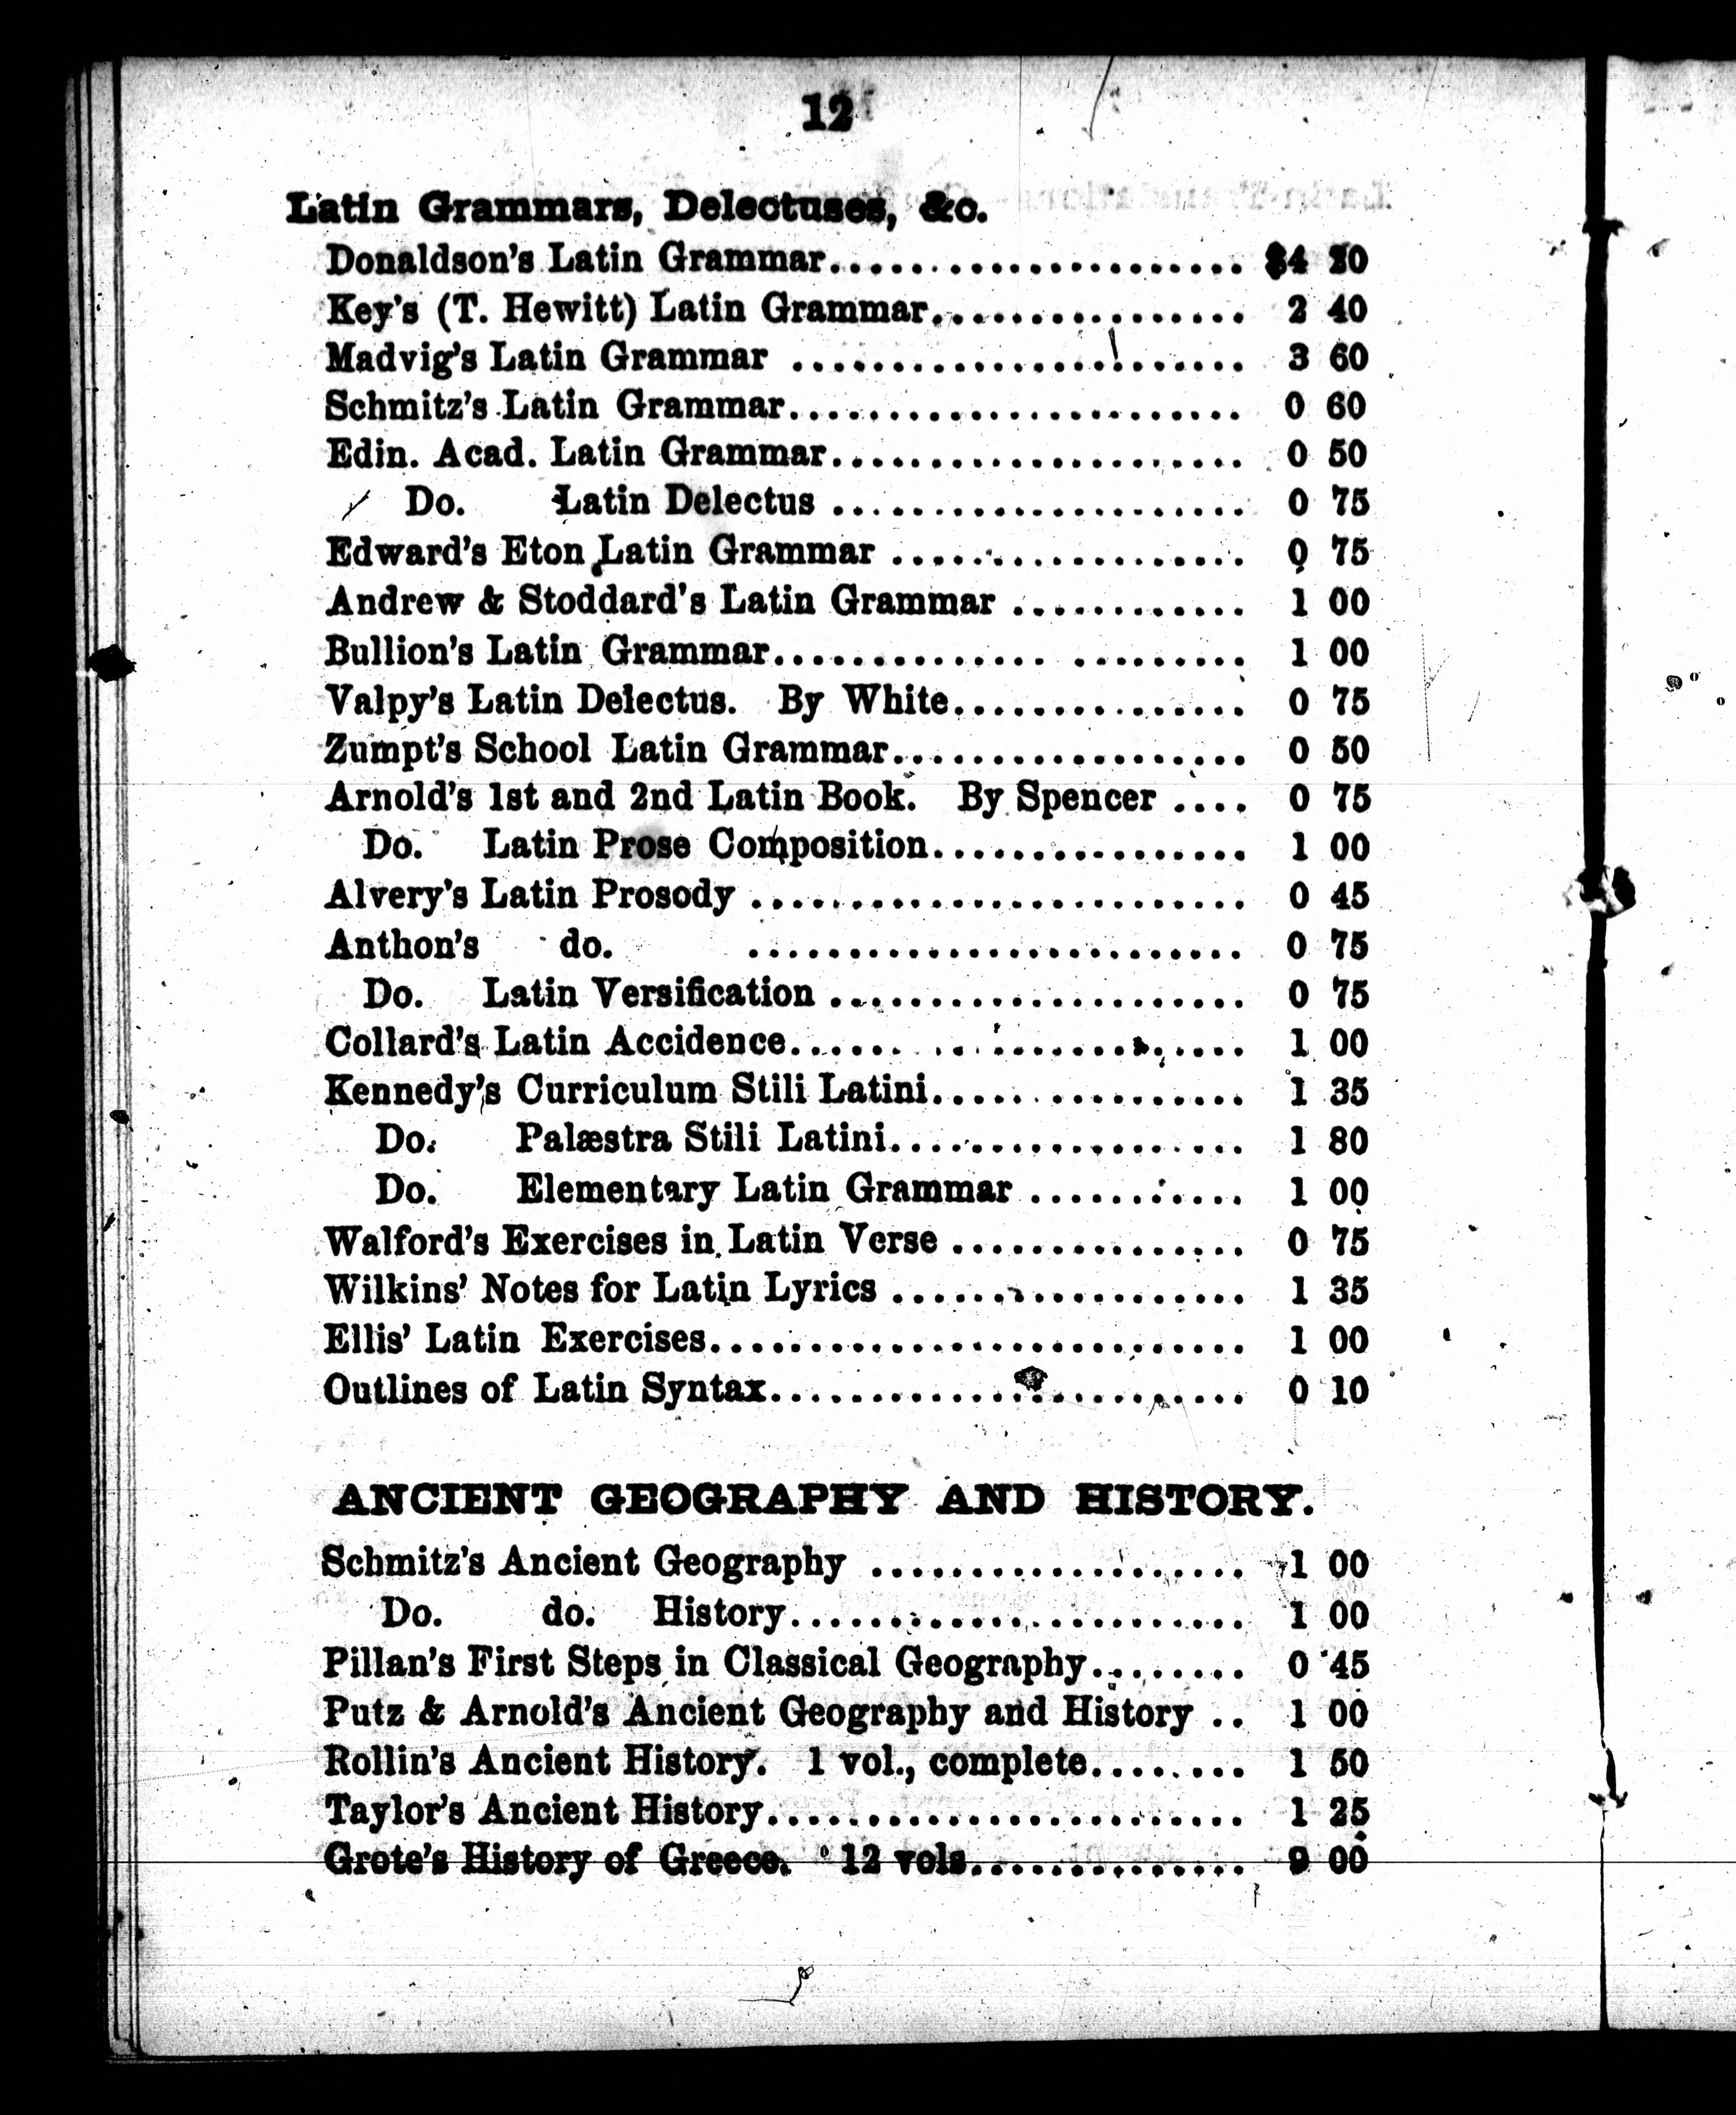 12
Latin Grammars, Delectuses, &c.
Donaldson's Latin Grammar...................... $4 20
Key's (T. Hewitt) Latin Grammar................ 2 40
Madvig's Latin Grammar ....................... 3 60
Schmitz's Latin Grammar....................... 0 60
Edin. Acad. Latin Grammar..................... 0 50
Do. Latin Delectus ..................... 0 75
Edward's Eton Latin Grammar .................. 0 75
Andrew & Stoddard's Latin Grammar ............ 1 00
Bullion's Latin Grammar....................... 1 00
Valpy's Latin Delectus. By White............... 0 75
Zumpt's School Latin Grammar.................. 0 50
Arnold's 1st and 2nd Latin Book. By Spencer .... 0 75
Do. Latin Prose Composition................ 1 00
Alvery's Latin Prosody ......................... 0 45
Anthon's do. ......................... 0 75
Do. Latin Versification ..................... 0 75
Collard's Latin Accidence....................... 1 00
Kennedy's Curriculum Stili Latini................ 1 35
Do. Palæstra Stili Latini.................. 1 80
Do. Elementary Latin Grammar ........... 1 00
Walford's Exercises in Latin Verse ............... 0 75
Wilkins' Notes for Latin Lyrics .................. 1 35
Ellis' Latin Exercises........................... 1 00
Outlines of Latin Syntax........................ 0 10
ANCIENT GEOGRAPHY AND HISTORY.
Schmitz's Ancient Geography ................... 1 00
Do. do. History....................... 1 00
Pillan's First Steps in Classical Geography........ 0 45
Putz & Arnold's Ancient Geography and History .. 1 00
Rollin's Ancient History. 1 vol., complete........ 1 50
Taylor's Ancient History........................ 1 25
Grote's History of Greece. 12 vols.............. 9 00